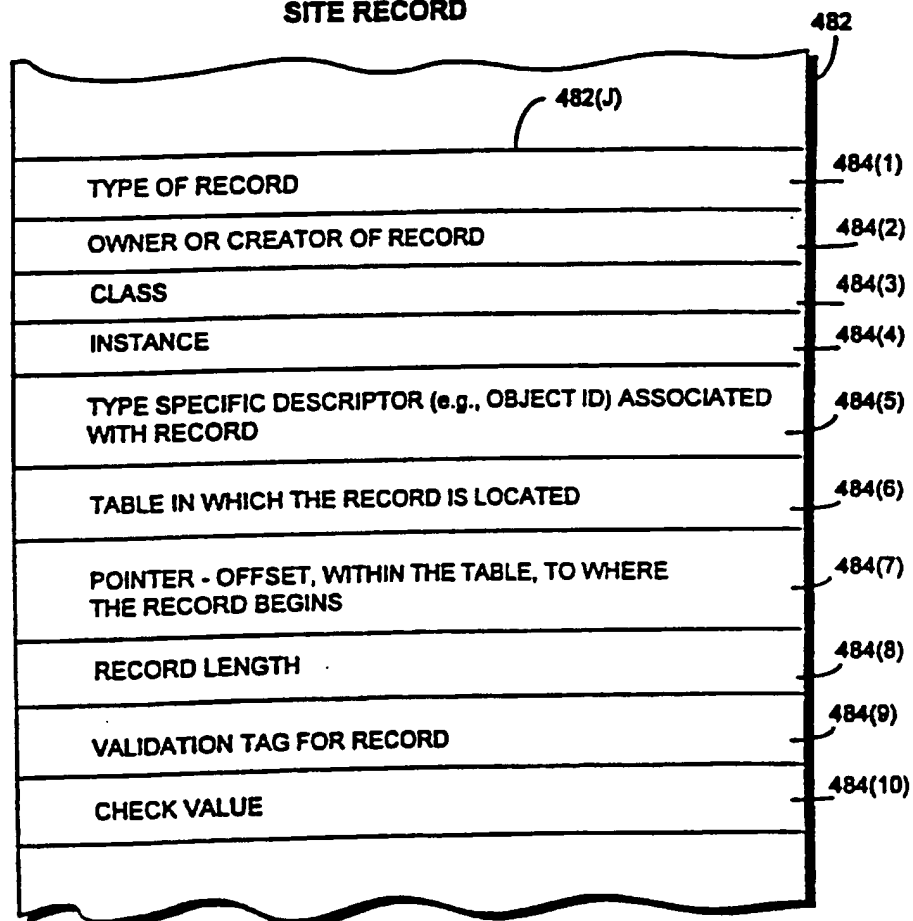 SITE RECORD
482
482(J)
TYPE OF RECORD
484(1)
OWNER OR CREATOR OF RECORD
484(2)
CLASS
484(3)
INSTANCE
484(4)
TYPE SPECIFIC DESCRIPTOR (e.g., OBJECT ID) ASSOCIATED
WITH RECORD
484(5)
TABLE IN WHICH THE RECORD IS LOCATED
484(6)
POINTER - OFFSET, WITHIN THE TABLE, TO WHERE
THE RECORD BEGINS
484(7)
RECORD LENGTH
484(8)
VALIDATION TAG FOR RECORD
484(9)
CHECK VALUE
484(10)